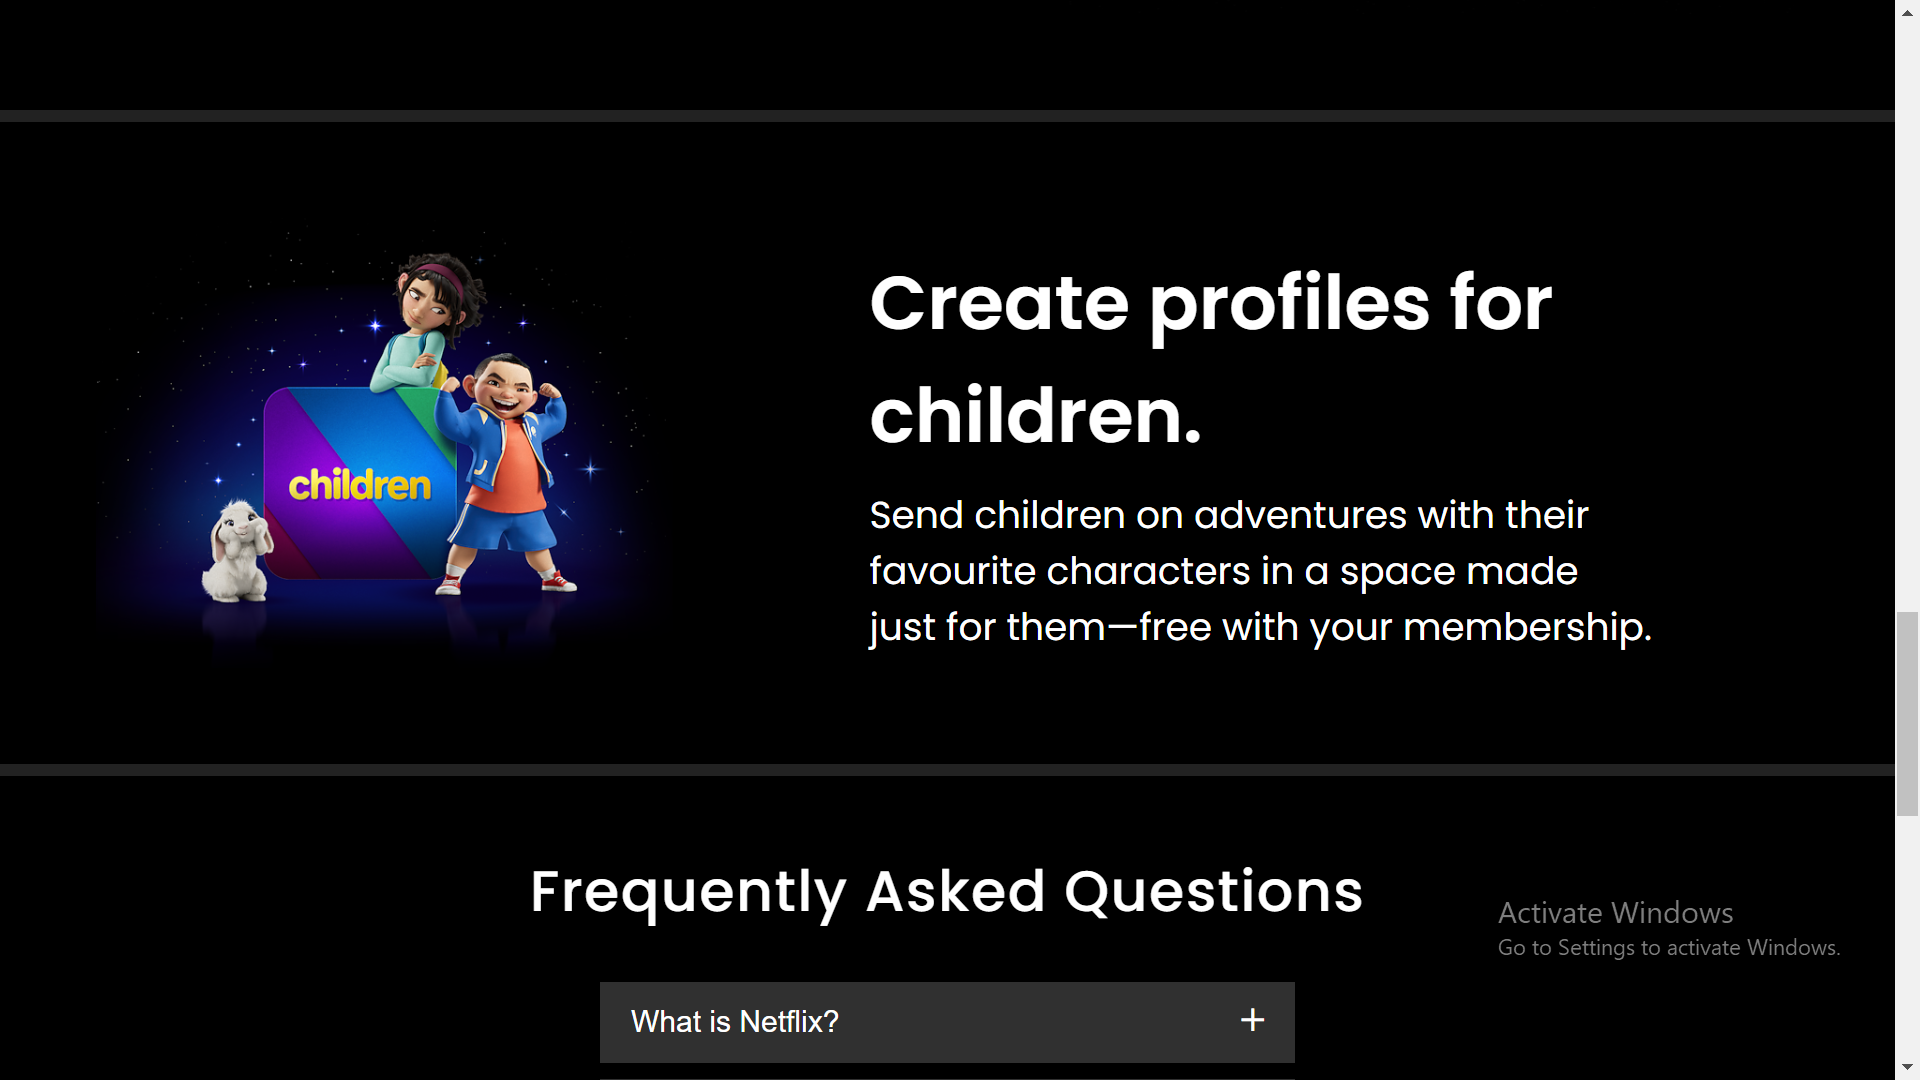 Create profiles for
children.
children
Send children on adventures with their
favourite characters in a space made
just for them—free with your membership.
Frequently Asked Questions
Activate Windows
Go to Settings to activate Windows.
What is Netflix?